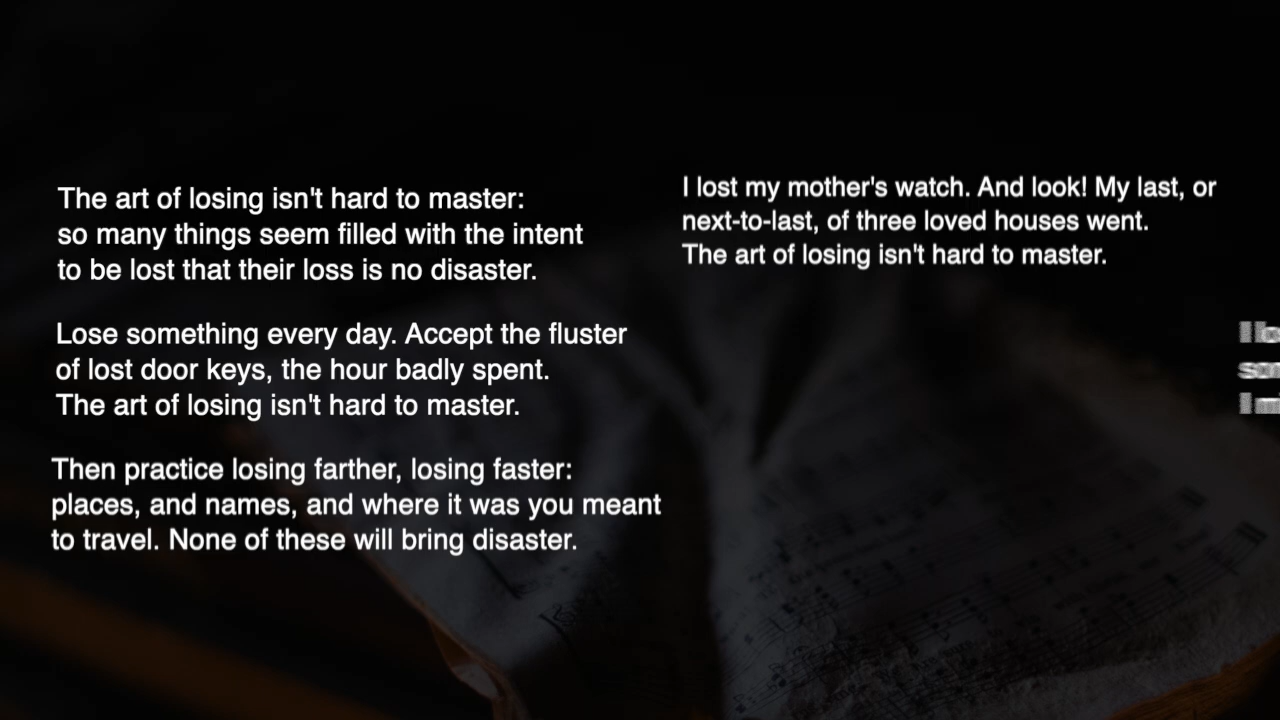 The art of losing isn't hard to master:
so many things seem filled with the intent
to be lost that their loss is no disaster.
Lose something every day. Accept the fluster
of lost door keys, the hour badly spent.
The art of losing isn't hard to master.
Then practice losing farther, losing faster:
places, and names, and where it was you meant
to travel. None of these will bring disaster.
I lost my mother's watch. And look! My last, or
next-to-last, of three loved houses went.
The art of losing isn't hard to master.